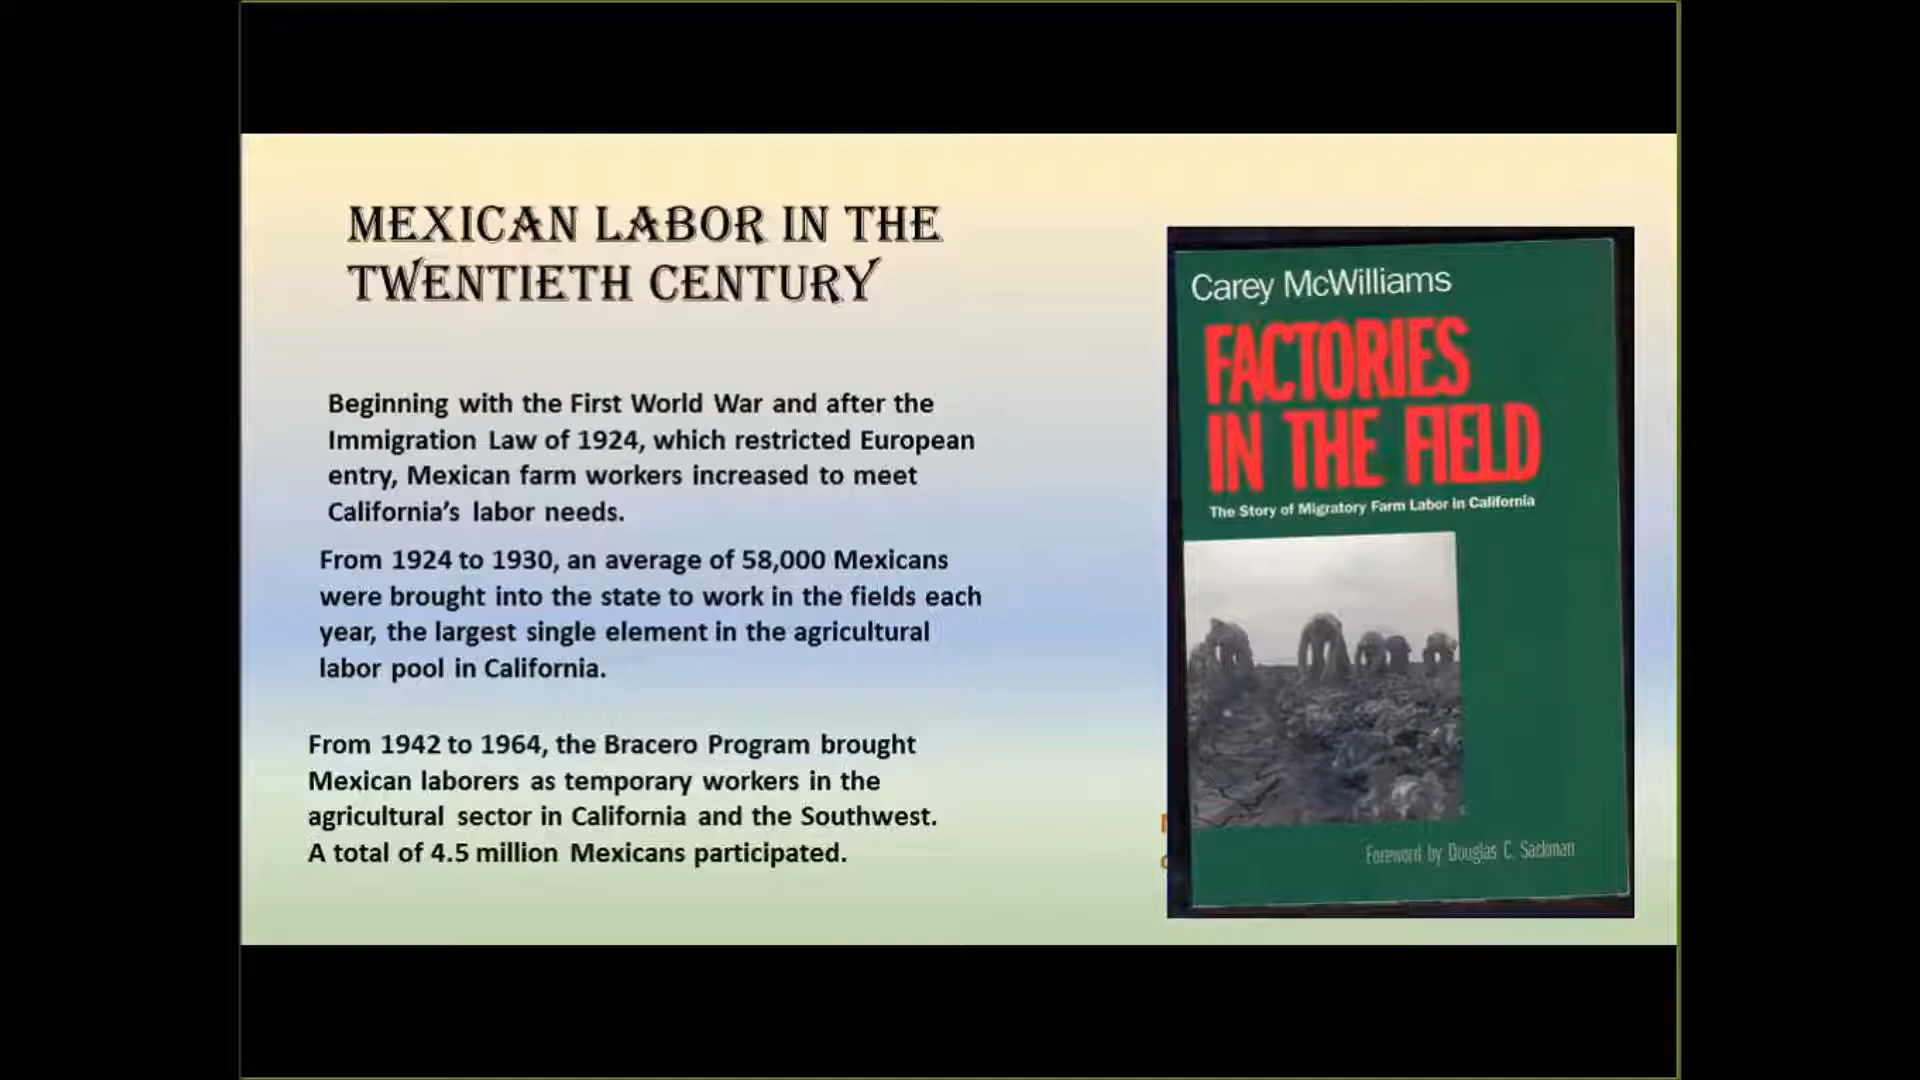 MEXICAN LABOR IN THE
TWENTIETH CENTURY
Beginning with the First World War and after the
Immigration Law of 1924, which restricted European
entry, Mexican farm workers increased to meet
California's labor needs.
From 1924 to 1930, an average of 58,000 Mexicans
were brought into the state to work in the fields each
year, the largest single element in the agricultural
labor pool in California.
From 1942 to 1964, the Bracero Program brought
Mexican laborers as temporary workers in the
agricultural sector in California and the Southwest.
A total of 4.5 million Mexicans participated.
Carey McWilliams
FACTORIES
IN THE FIELD
The Story of Migratory Farm Labor in California
Foreword by Douglas C. Sackman